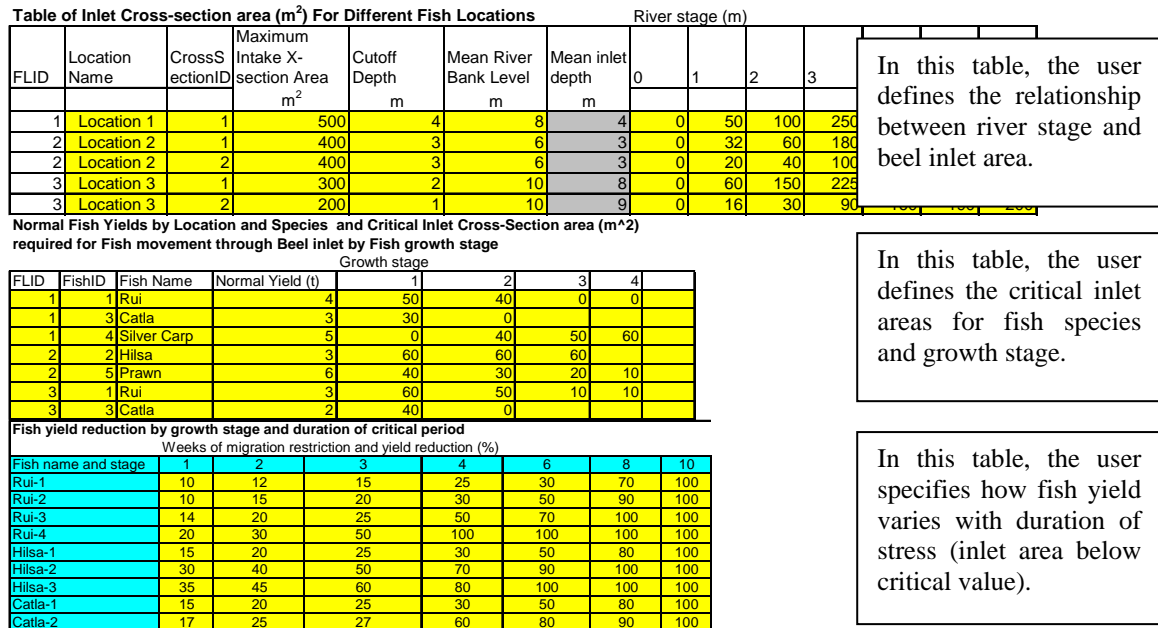 Table of Inlet Cross-section area (m2) For Different Fish Locations River stage (m)
FLID Location Name CrossS ectionID Maximum Intake X-section Area Cutoff Depth Mean River Bank Level Mean inlet depth 0 1 2 3
m2 m m m
1 Location 1 1 500 4 8 4 0 50 100 250
2 Location 2 1 400 3 6 3 0 32 60 180
2 Location 2 2 400 3 6 3 0 20 40 100
3 Location 3 1 300 2 10 8 0 60 150 225
3 Location 3 2 200 1 10 9 0 16 30 90
In this table, the user
defines the relationship
between river stage and
beel inlet area.
Normal Fish Yields by Location and Species and Critical Inlet Cross-Section area (m^2)
required for Fish movement through Beel inlet by Fish growth stage
Growth stage
FLID FishID Fish Name Normal Yield (t) 1 2 3 4
1 1 Rui 4 50 40 0 0
1 3 Catla 3 30 0
1 4 Silver Carp 5 0 40 50 60
2 2 Hilsa 3 60 60 60
2 5 Prawn 6 40 30 20 10
3 1 Rui 3 60 50 10 10
3 3 Catla 2 40 0
In this table, the user
defines the critical inlet
areas for fish species
and growth stage.
Fish yield reduction by growth stage and duration of critical period
Weeks of migration restriction and yield reduction (%)
Fish name and stage 1 2 3 4 6 8 10
Rui-1 10 12 15 25 30 70 100
Rui-2 10 15 20 30 50 90 100
Rui-3 14 20 25 50 70 100 100
Rui-4 20 30 50 100 100 100 100
Hilsa-1 15 20 25 30 50 80 100
Hilsa-2 30 40 50 70 90 100 100
Hilsa-3 35 45 60 80 100 100 100
Catla-1 15 20 25 30 50 80 100
Catla-2 17 25 27 60 80 90 100
In this table, the user
specifies how fish yield
varies with duration of
stress (inlet area below
critical value).